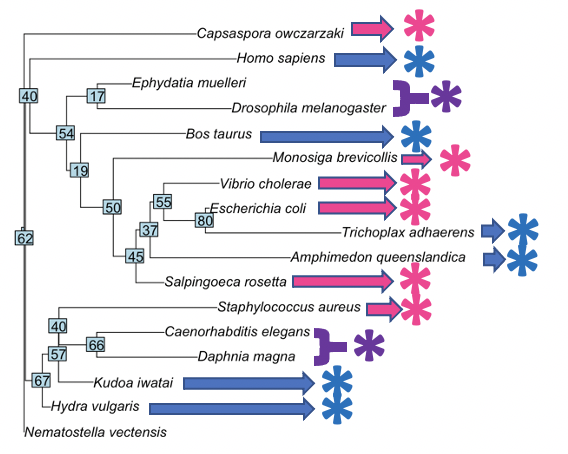 Capsaspora owczarzaki
Homo sapiens
40
Ephydatia muelleri
17
Drosophila melanogaster
54
Bos taurus
19
Monosiga brevicollis
Vibrio cholerae
55
50
Escherichia coli
80
37
Trichoplax adhaerens
62
45
Amphimedon queenslandica
Salpingoeca rosetta
Staphylococcus aureus
40
Caenorhabditis elegans
66
57
Daphnia magna
67
Kudoa iwatai
Hydra vulgaris
Nematostella vectensis